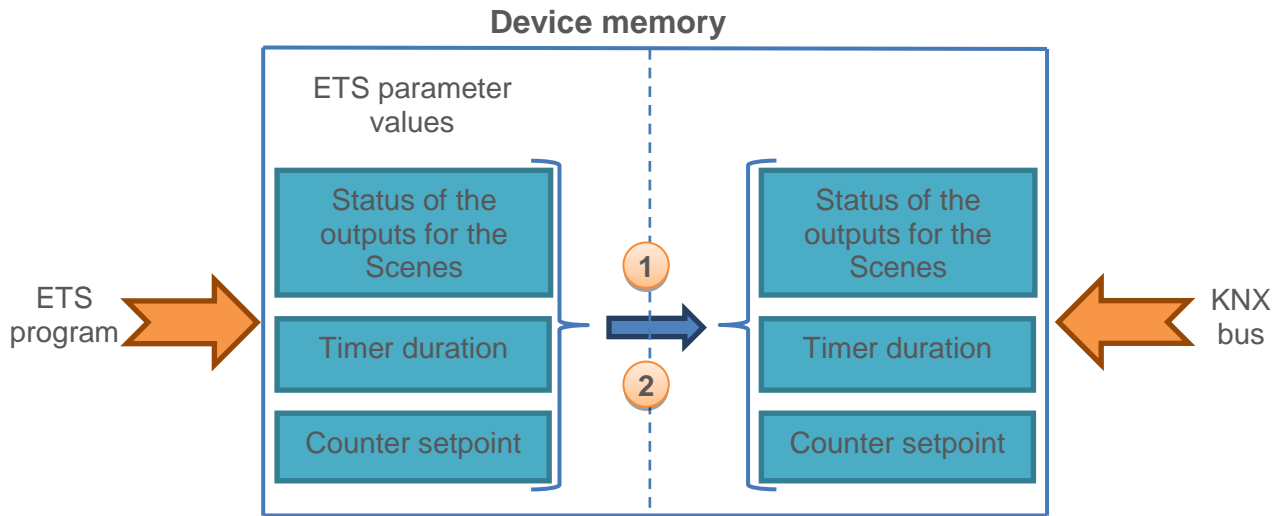 Device memory
ETS parameter
values
Status of the
outputs for the
Scenes
Timer duration
Counter setpoint
ETS
program
1
2
Status of the
outputs for the
Scenes
Timer duration
Counter setpoint
KNX
bus